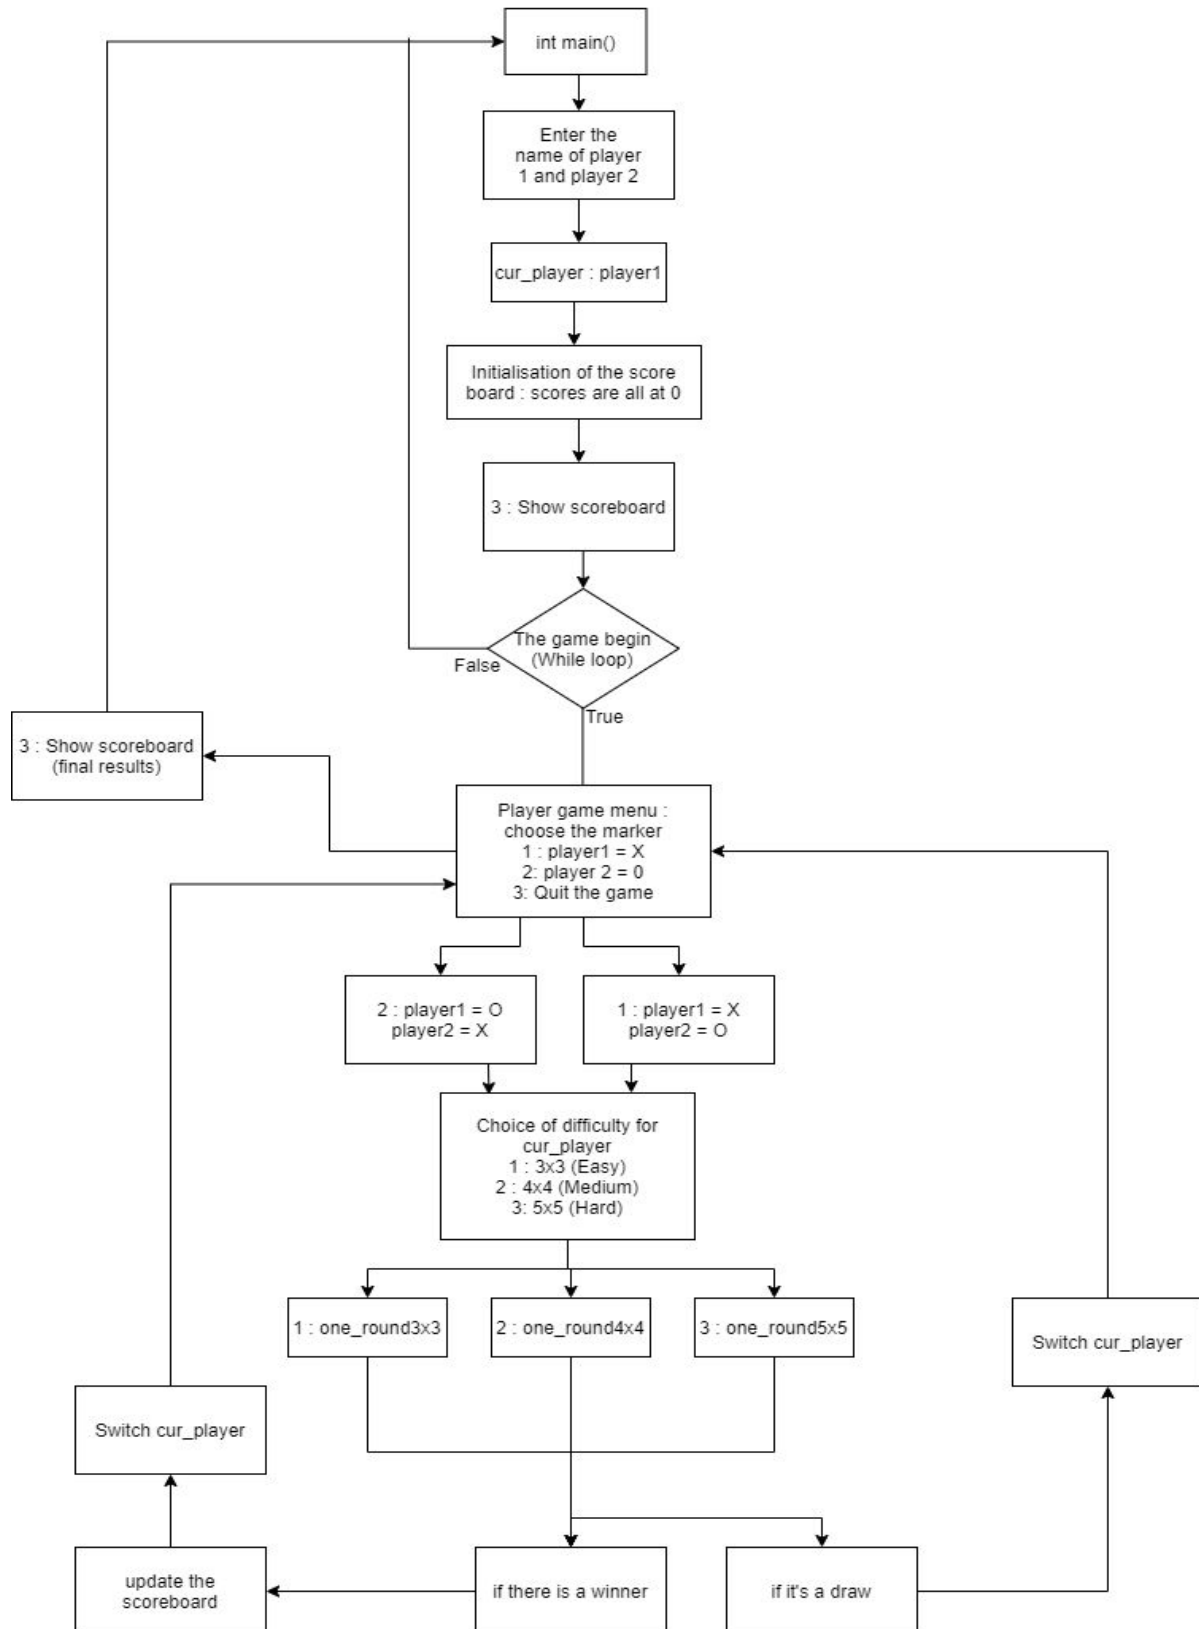 int main()
Enter the
name of player
1 and player 2
cur_player : player1
Initialisation of the score
board : scores are all at 0
3 : Show scoreboard
The game begin
(While loop)
False
True
3 : Show scoreboard
(final results)
Player game menu :
choose the marker
1 : player1 = X
2: player 2 = 0
3: Quit the game
2 : player1 = O
player2 = X
1 : player1 = X
player2 = O
Choice of difficulty for
cur_player
1 : 3x3 (Easy)
2 : 4x4 (Medium)
3: 5x5 (Hard)
1 : one_round3x3
2 : one_round4x4
3 : one_round5x5
Switch cur_player
Switch cur_player
update the
scoreboard
if there is a winner
if it's a draw